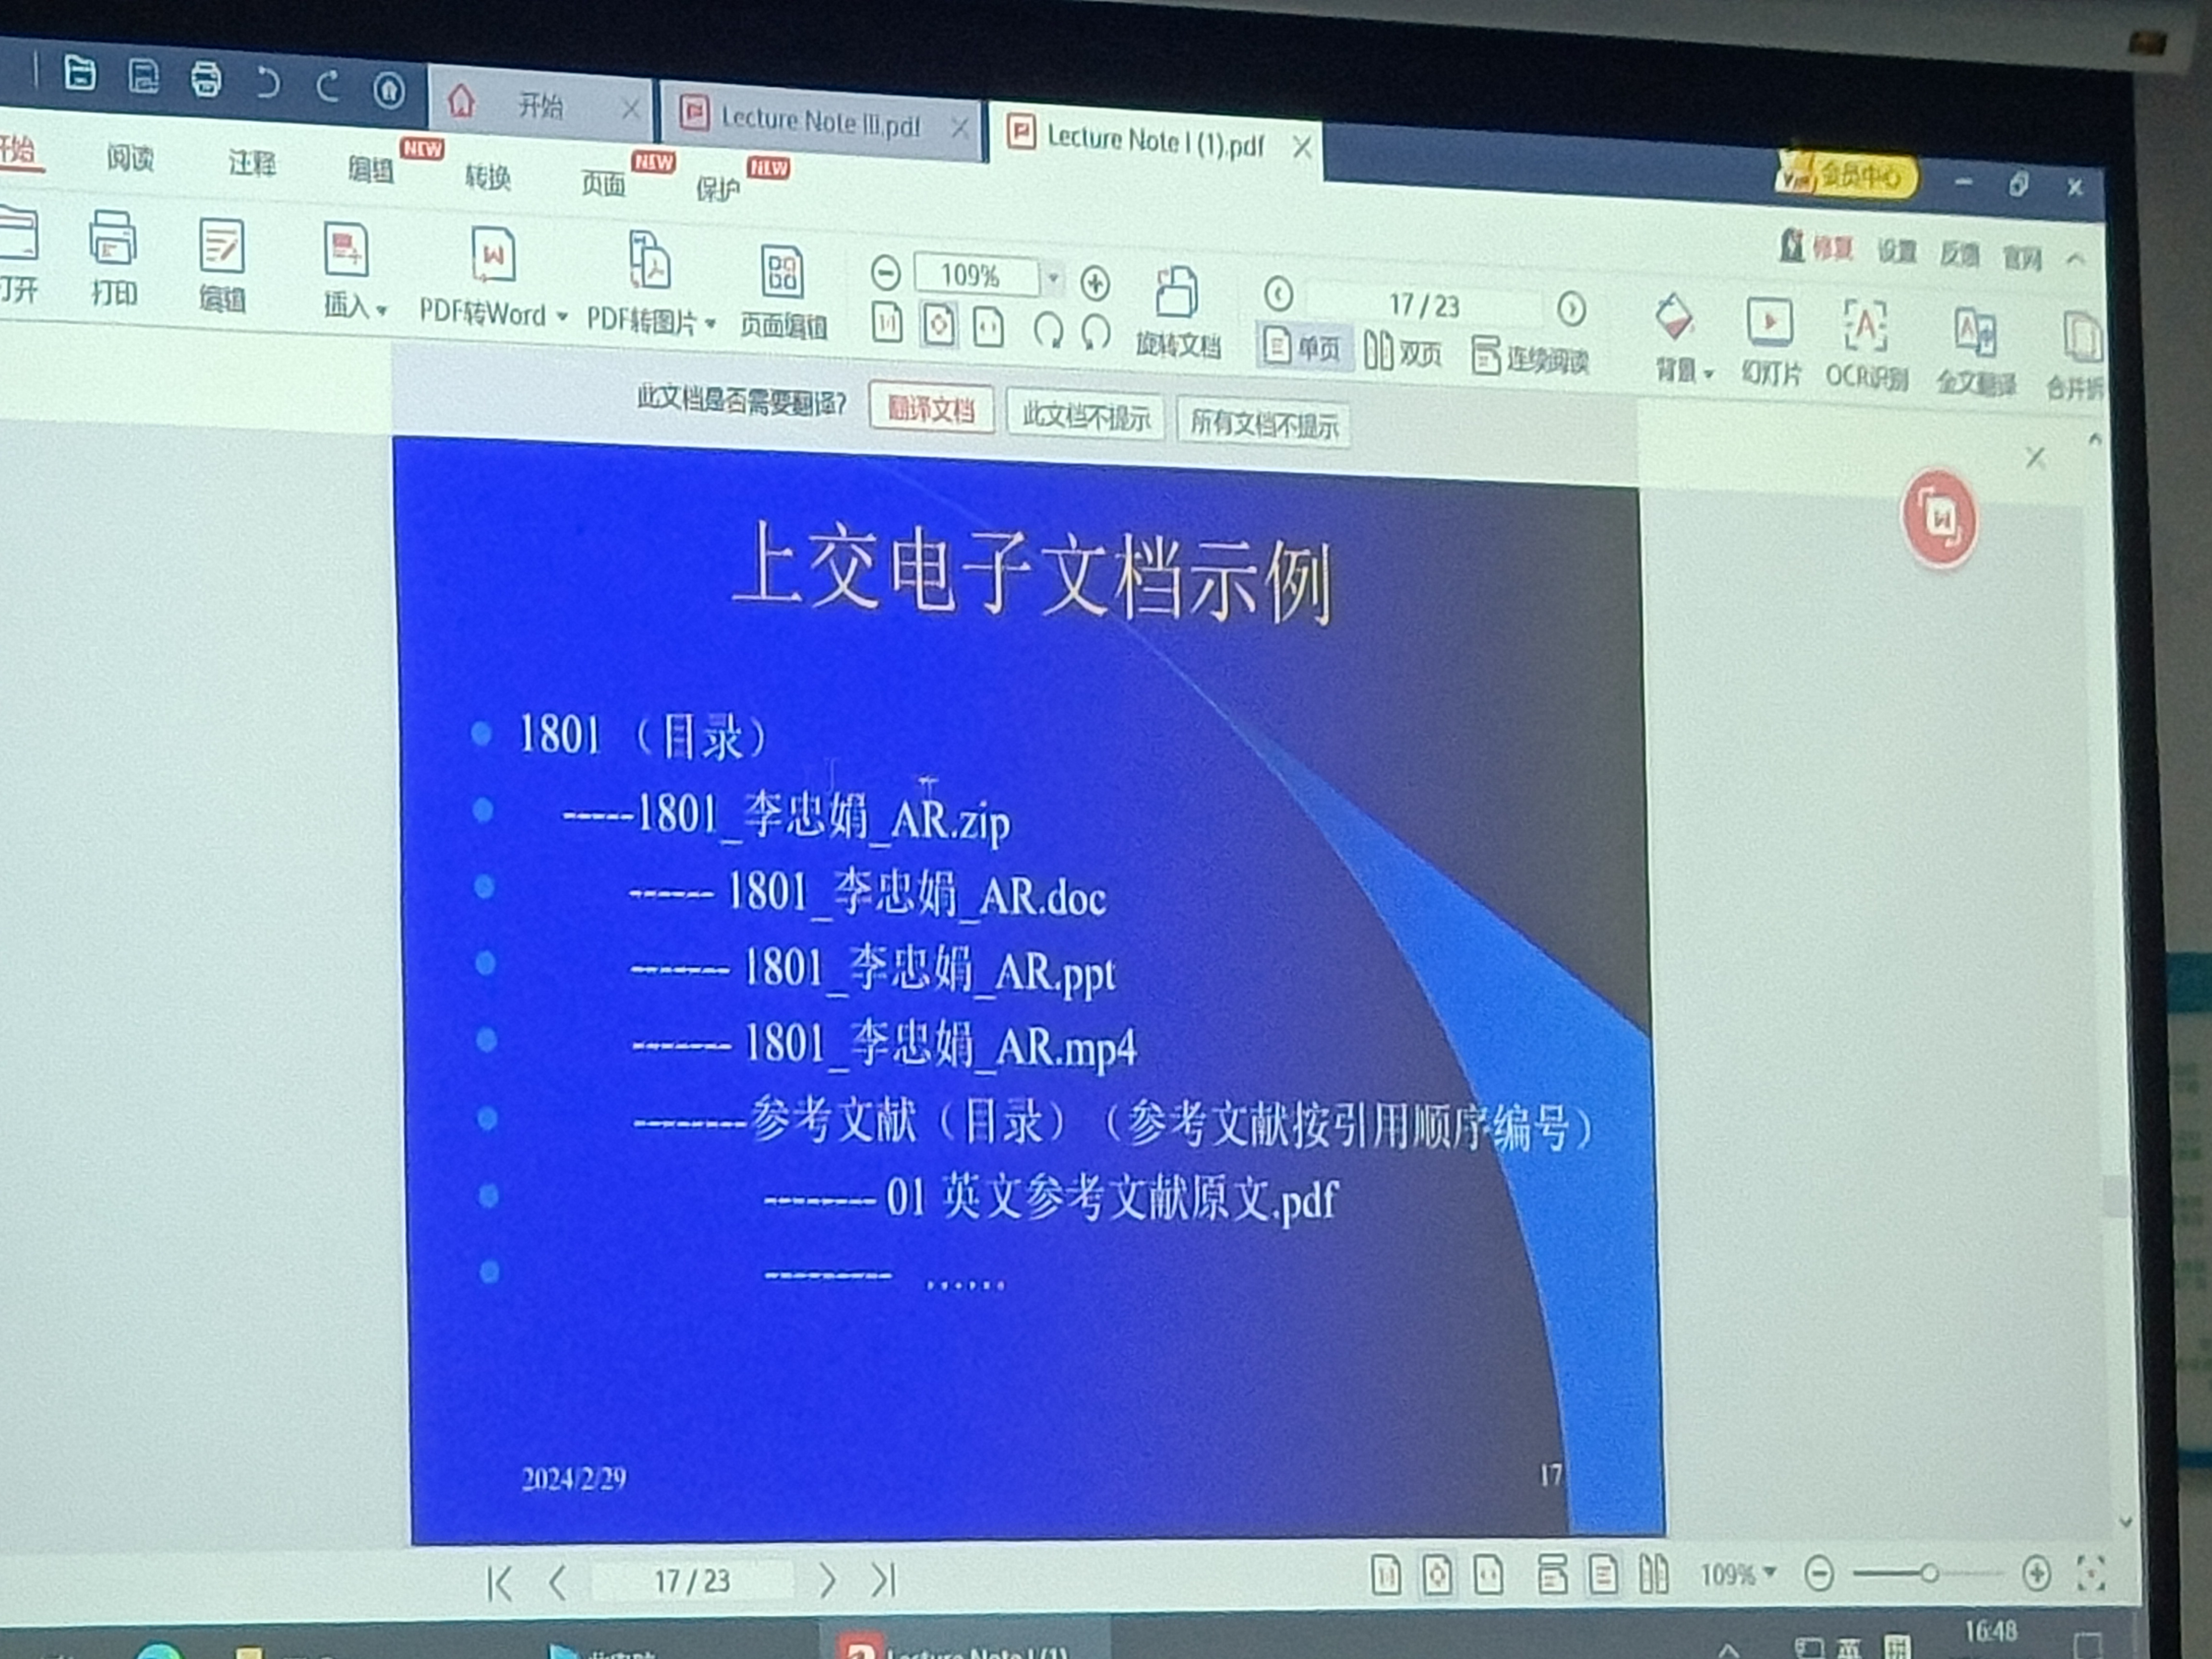 开始
Lecture Note III.pdf
Lecture Note I (1).pdf
会员中心
开始 阅读 注释 编辑 NEW 转换 页面 NEW 保护 NEW
修复 设置 反馈 官网
打开 打印 编辑 插入 PDF转Word PDF转图片 页面编辑
109%
旋转文档
17 / 23
单页 双页 连续阅读
背景 幻灯片 OCR识别 全文翻译
此文档是否需要翻译? 翻译文档 此文档不提示 所有文档不提示
上交电子文档示例
1801 （目录）
-----1801_李忠娟_AR.zip
------ 1801_李忠娟_AR.doc
------- 1801_李忠娟_AR.ppt
------- 1801_李忠娟_AR.mp4
--------参考文献（目录）（参考文献按引用顺序编号）
-------- 01 英文参考文献原文.pdf
--------- ……
2024/2/29
17
17 / 23
109%
Lecture Note I (1)
英
拼
16:48